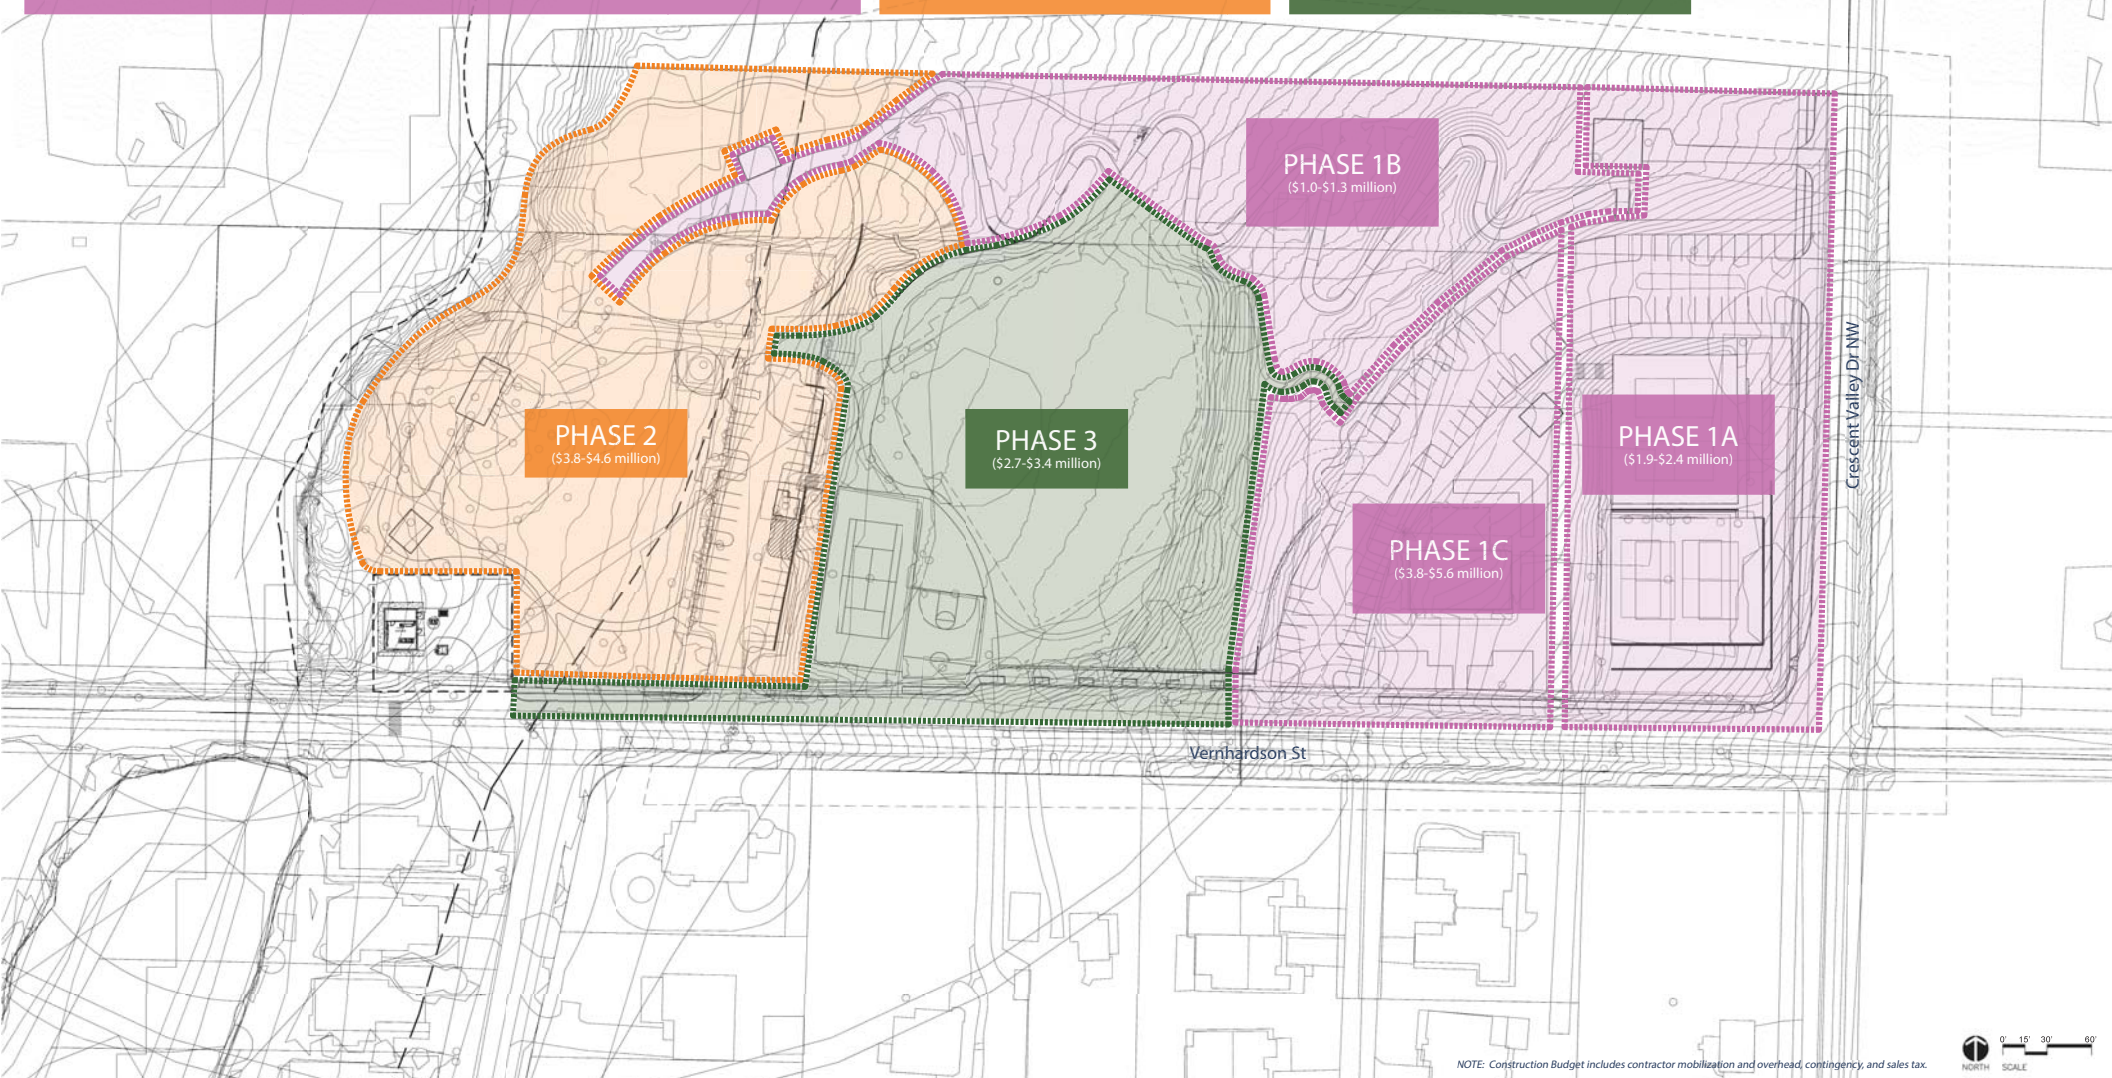 PHASE 1B
($1.0-$1.3 million)
PHASE 2
($3.8-$4.6 million)
PHASE 3
($2.7-$3.4 million)
PHASE 1A
($1.9-$2.4 million)
Crescent Valley Dr NW
PHASE 1C
($3.8-$5.6 million)
Vernhardson St
0' 15' 30' 60'
NORTH SCALE
NOTE: Construction Budget includes contractor mobilization and overhead, contingency, and sales tax.